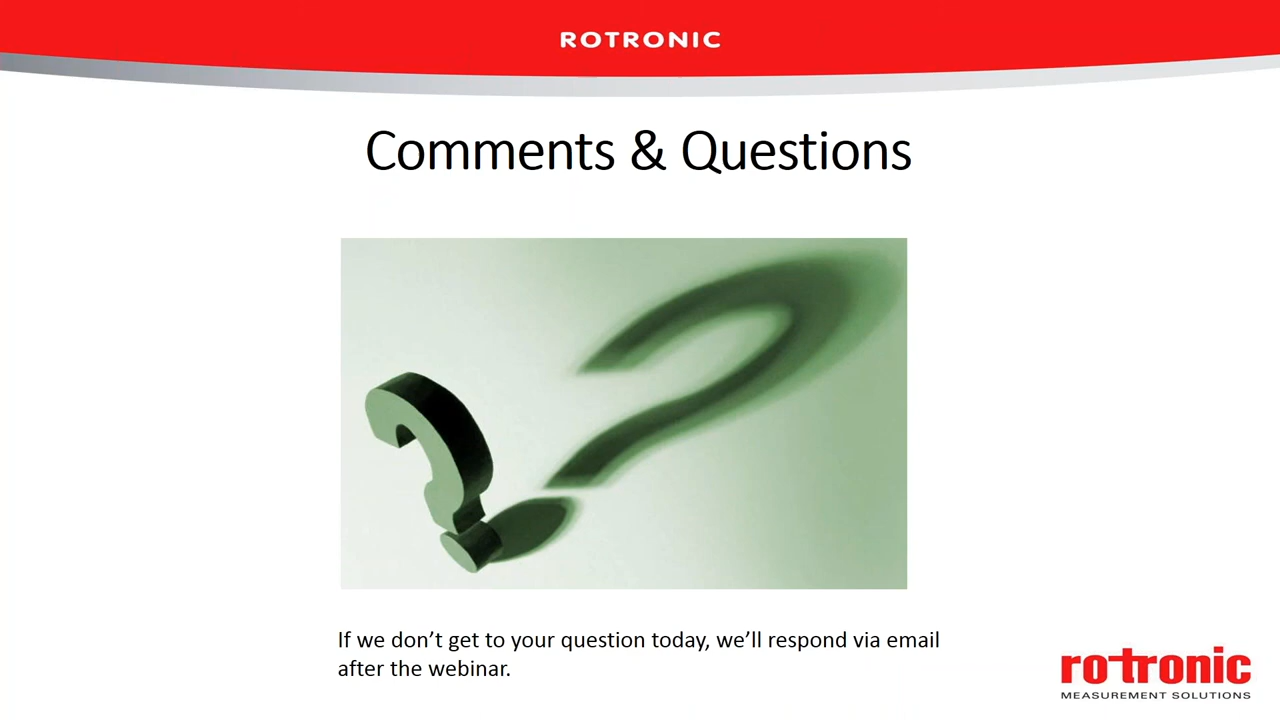 ROTRONIC
Comments & Questions
If we don’t get to your question today, we’ll respond via email
after the webinar.
rotronic
MEASUREMENT SOLUTIONS